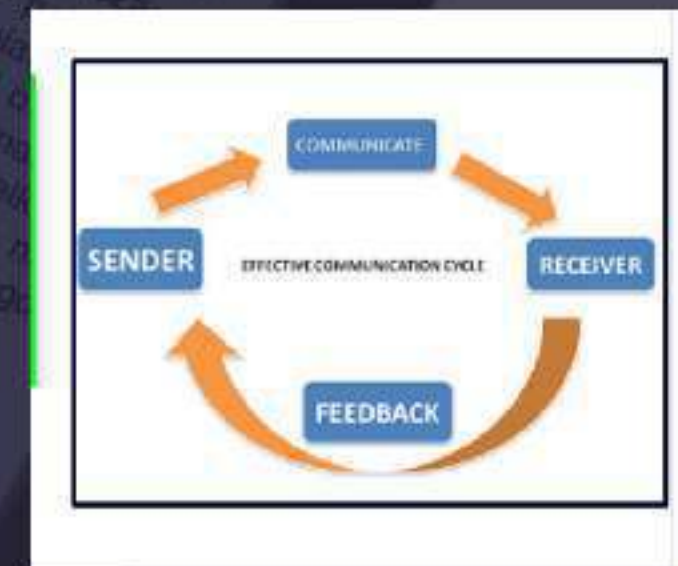 COMMUNICATE
SENDER
EFFECTIVE COMMUNICATION CYCLE
RECEIVER
FEEDBACK